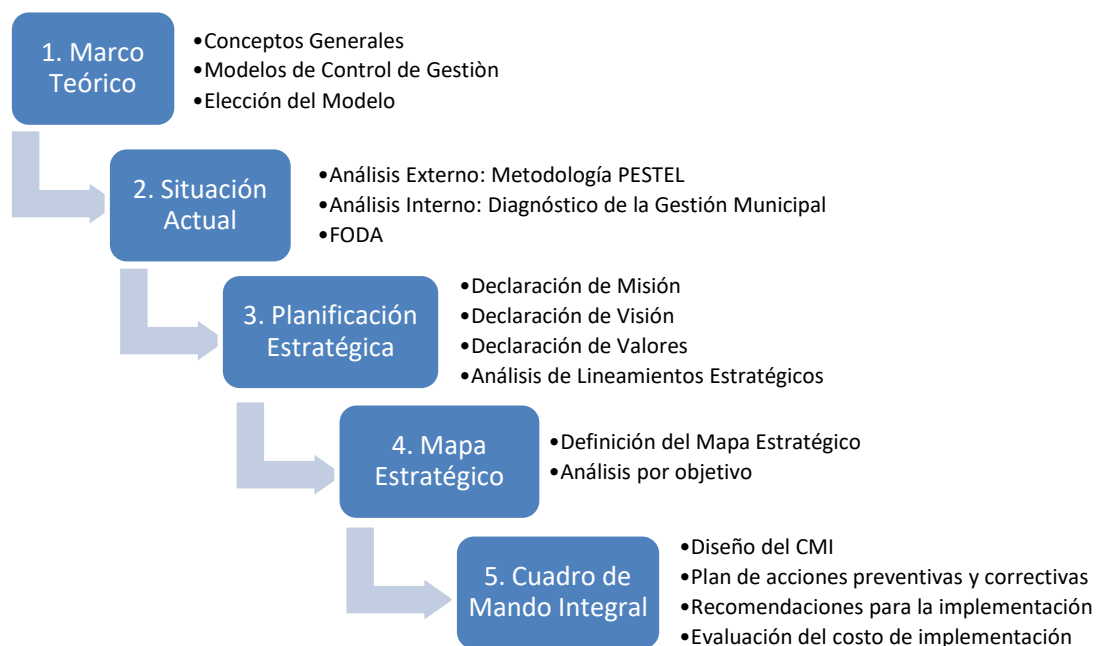 1. Marco
Teórico
•Conceptos Generales
•Modelos de Control de Gestiòn
•Elección del Modelo
2. Situación
Actual
•Análisis Externo: Metodología PESTEL
•Análisis Interno: Diagnóstico de la Gestión Municipal
•FODA
3. Planificación
Estratégica
•Declaración de Misión
•Declaración de Visión
•Declaración de Valores
•Análisis de Lineamientos Estratégicos
4. Mapa
Estratégico
•Definición del Mapa Estratégico
•Análisis por objetivo
5. Cuadro de
Mando Integral
•Diseño del CMI
•Plan de acciones preventivas y correctivas
•Recomendaciones para la implementación
•Evaluación del costo de implementación